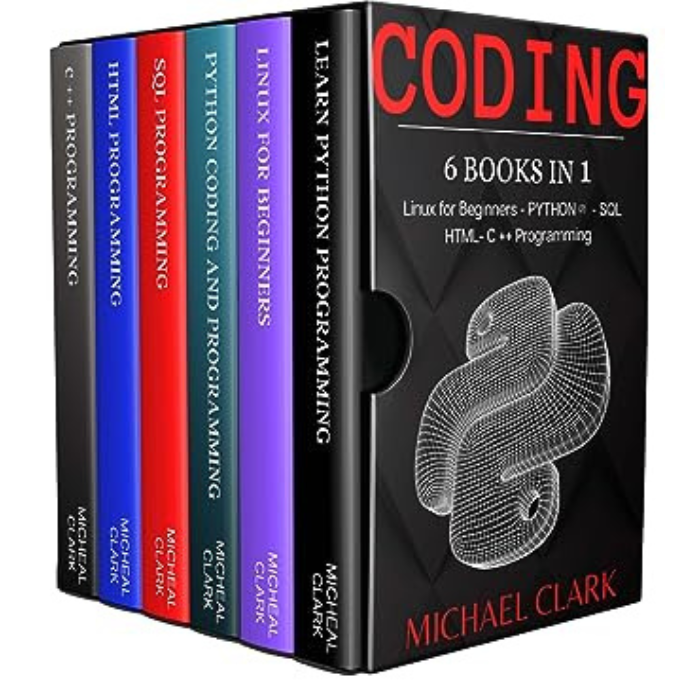 C ++ PROGRAMMING
MICHEAL
CLARK
HTML PROGRAMMING
MICHEAL
CLARK
SQL PROGRAMMING
MICHEAL
CLARK
PYTHON CODING AND PROGRAMMING
MICHEAL
CLARK
LINUX FOR BEGINNERS
MICHEAL
CLARK
LEARN PYTHON PROGRAMMING
MICHEAL
CLARK
CODING
6 BOOKS IN 1
Linux for Beginners - PYTHON - SQL
HTML- C ++ Programming
MICHAEL CLARK